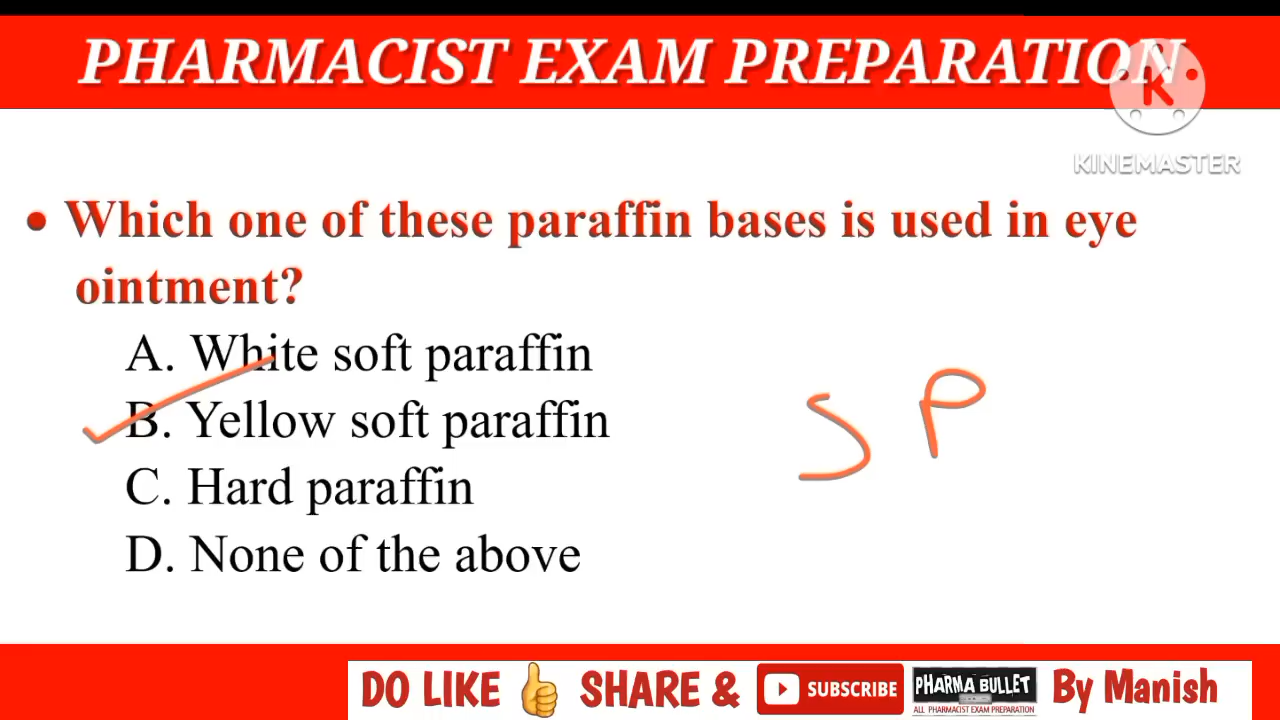 PHARMACIST EXAM PREPARATION
K
KINEMASTER
• Which one of these paraffin bases is used in eye
ointment?
A. White soft paraffin
B. Yellow soft paraffin
S P
C. Hard paraffin
D. None of the above
DO LIKE SHARE & SUBSCRIBE PHARMA BULLET By Manish
ALL PHARMACIST EXAM PREPARATION